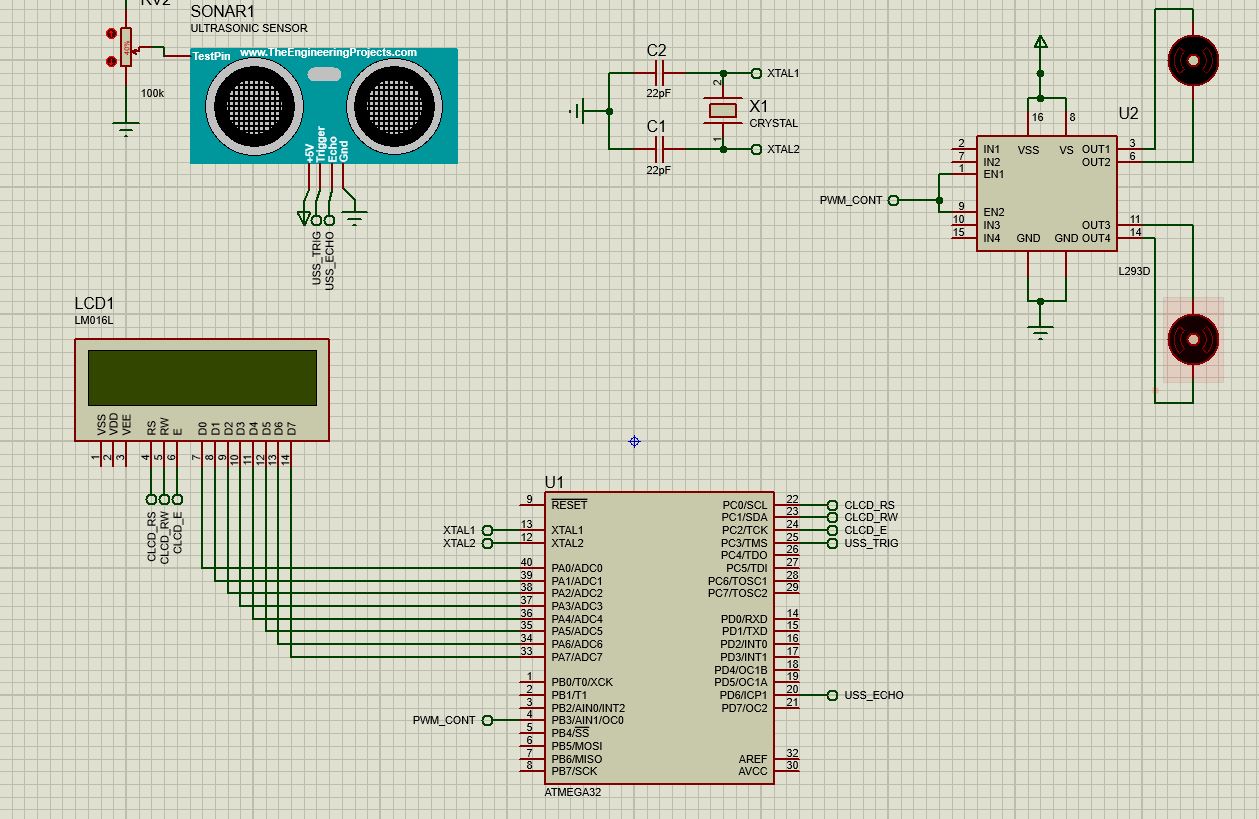 RV2
100k
SONAR1
ULTRASONIC SENSOR
TestPin
www.TheEngineeringProjects.com
+5V
Trigger
Echo
Gnd
USS_TRIG
USS_ECHO
C2
22pF
C1
22pF
2
X1
CRYSTAL
1
XTAL1
XTAL2
U2
16
8
2 IN1
7 IN2
1 EN1
9 EN2
10 IN3
15 IN4
VSS
VS
OUT1 3
OUT2 6
OUT3 11
GND
GND OUT4 14
L293D
PWM_CONT
LCD1
LM016L
VSS
VDD
VEE
RS
RW
E
D0
D1
D2
D3
D4
D5
D6
D7
1
2
3
4
5
6
7
8
9
10
11
12
13
14
CLCD_RS
CLCD_RW
CLCD_E
U1
9 RESET
XTAL1 13 XTAL1
XTAL2 12 XTAL2
40 PA0/ADC0
39 PA1/ADC1
38 PA2/ADC2
37 PA3/ADC3
36 PA4/ADC4
35 PA5/ADC5
34 PA6/ADC6
33 PA7/ADC7
1 PB0/T0/XCK
2 PB1/T1
3 PB2/AIN0/INT2
PWM_CONT 4 PB3/AIN1/OC0
5 PB4/SS
6 PB5/MOSI
7 PB6/MISO
8 PB7/SCK
PC0/SCL 22 CLCD_RS
PC1/SDA 23 CLCD_RW
PC2/TCK 24 CLCD_E
PC3/TMS 25 USS_TRIG
PC4/TDO 26
PC5/TDI 27
PC6/TOSC1 28
PC7/TOSC2 29
PD0/RXD 14
PD1/TXD 15
PD2/INT0 16
PD3/INT1 17
PD4/OC1B 18
PD5/OC1A 19
PD6/ICP1 20 USS_ECHO
PD7/OC2 21
AREF 32
AVCC 30
ATMEGA32